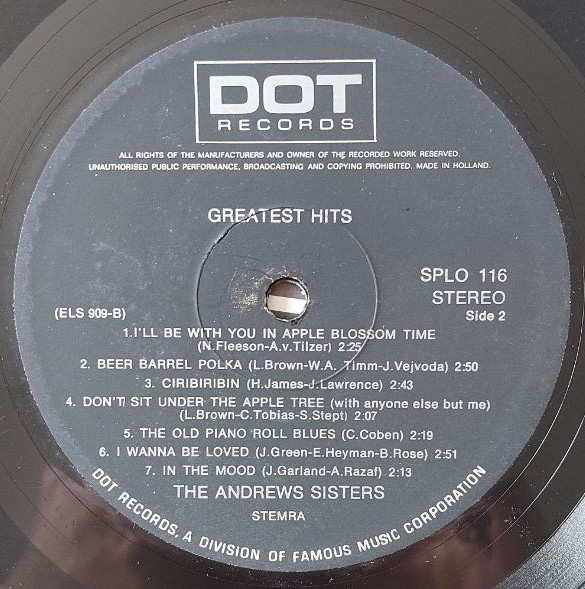 DOT
RECORDS
ALL RIGHTS OF THE MANUFACTURERS AND OWNER OF THE RECORDED WORK RESERVED.
UNAUTHORISED PUBLIC PERFORMANCE, BROADCASTING AND COPYING PROHIBITED. MADE IN HOLLAND.
GREATEST HITS
SPLO 116
STEREO
Side 2
(ELS 909-B)
1.I'LL BE WITH YOU IN APPLE BLOSSOM TIME
(N.Fleeson-A.v.Tilzer) 2:25
2. BEER BARREL POLKA (L.Brown-W.A. Timm-J.Vejvoda) 2:50
3. CIRIBIRIBIN (H.James-J.Lawrence) 2:43
4. DON'T SIT UNDER THE APPLE TREE (with anyone else but me)
(L.Brown-C.Tobias-S.Stept) 2:07
5. THE OLD PIANO ROLL BLUES (C.Coben) 2:19
6. I WANNA BE LOVED (J.Green-E.Heyman-B.Rose) 2:51
7. IN THE MOOD (J.Garland-A.Razaf) 2:13
THE ANDREWS SISTERS
STEMRA
DOT RECORDS, A DIVISION OF FAMOUS MUSIC CORPORATION